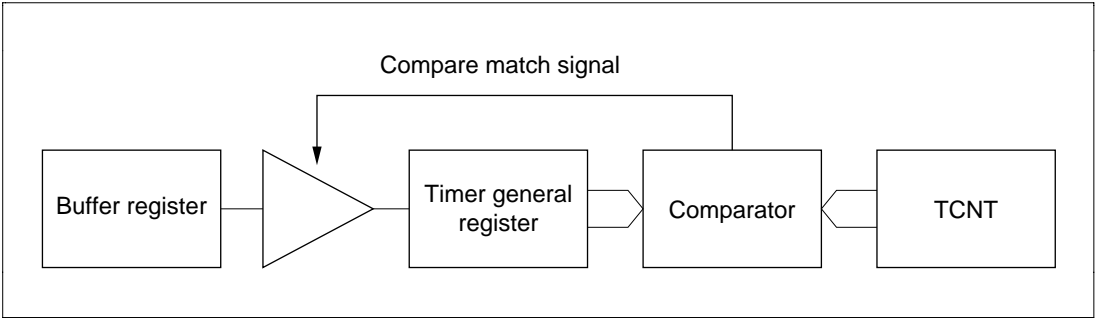 Compare match signal
Buffer register
Timer general
register
Comparator
TCNT